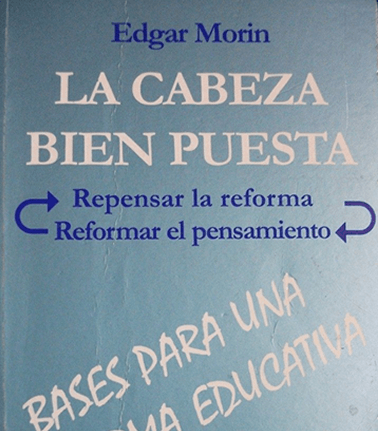 Edgar Morin
LA CABEZA
BIEN PUESTA
Repensar la reforma
Reformar el pensamiento
BASES PARA UNA
EDUCATIVA